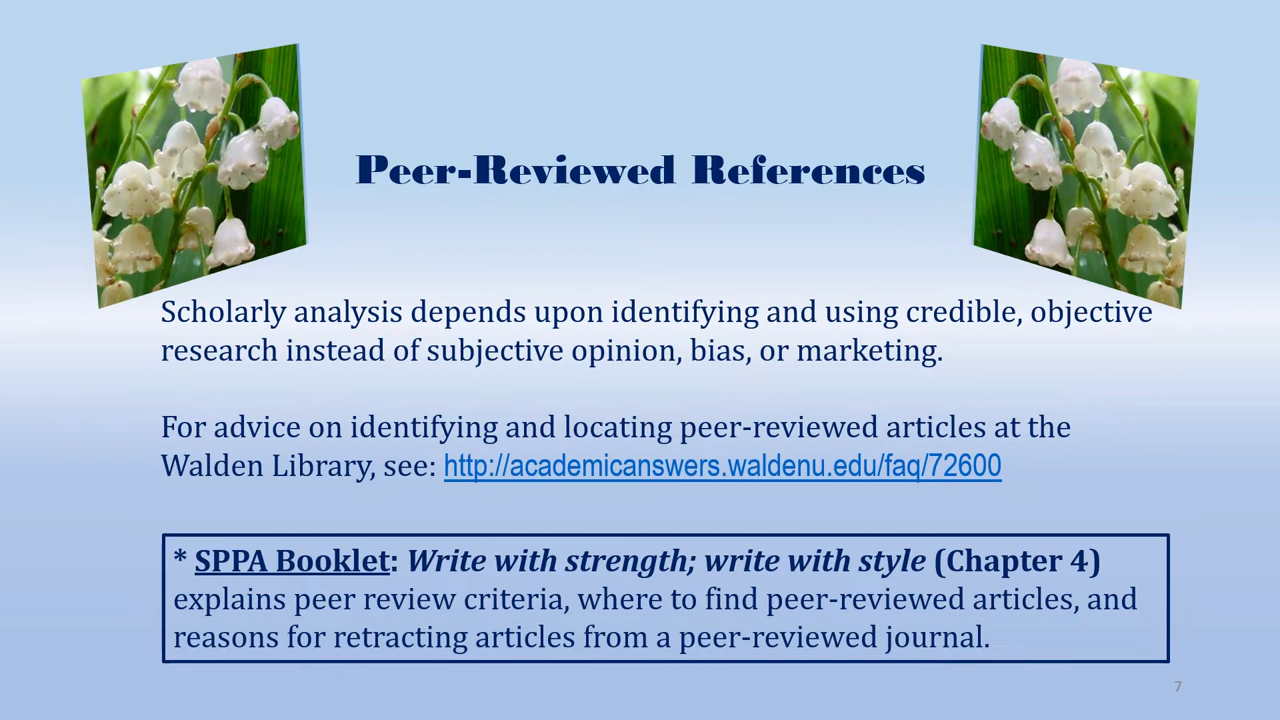 Peer-Reviewed References
Scholarly analysis depends upon identifying and using credible, objective
research instead of subjective opinion, bias, or marketing.
For advice on identifying and locating peer-reviewed articles at the
Walden Library, see: http://academicanswers.waldenu.edu/faq/72600
* SPPA Booklet: Write with strength; write with style (Chapter 4)
explains peer review criteria, where to find peer-reviewed articles, and
reasons for retracting articles from a peer-reviewed journal.
7